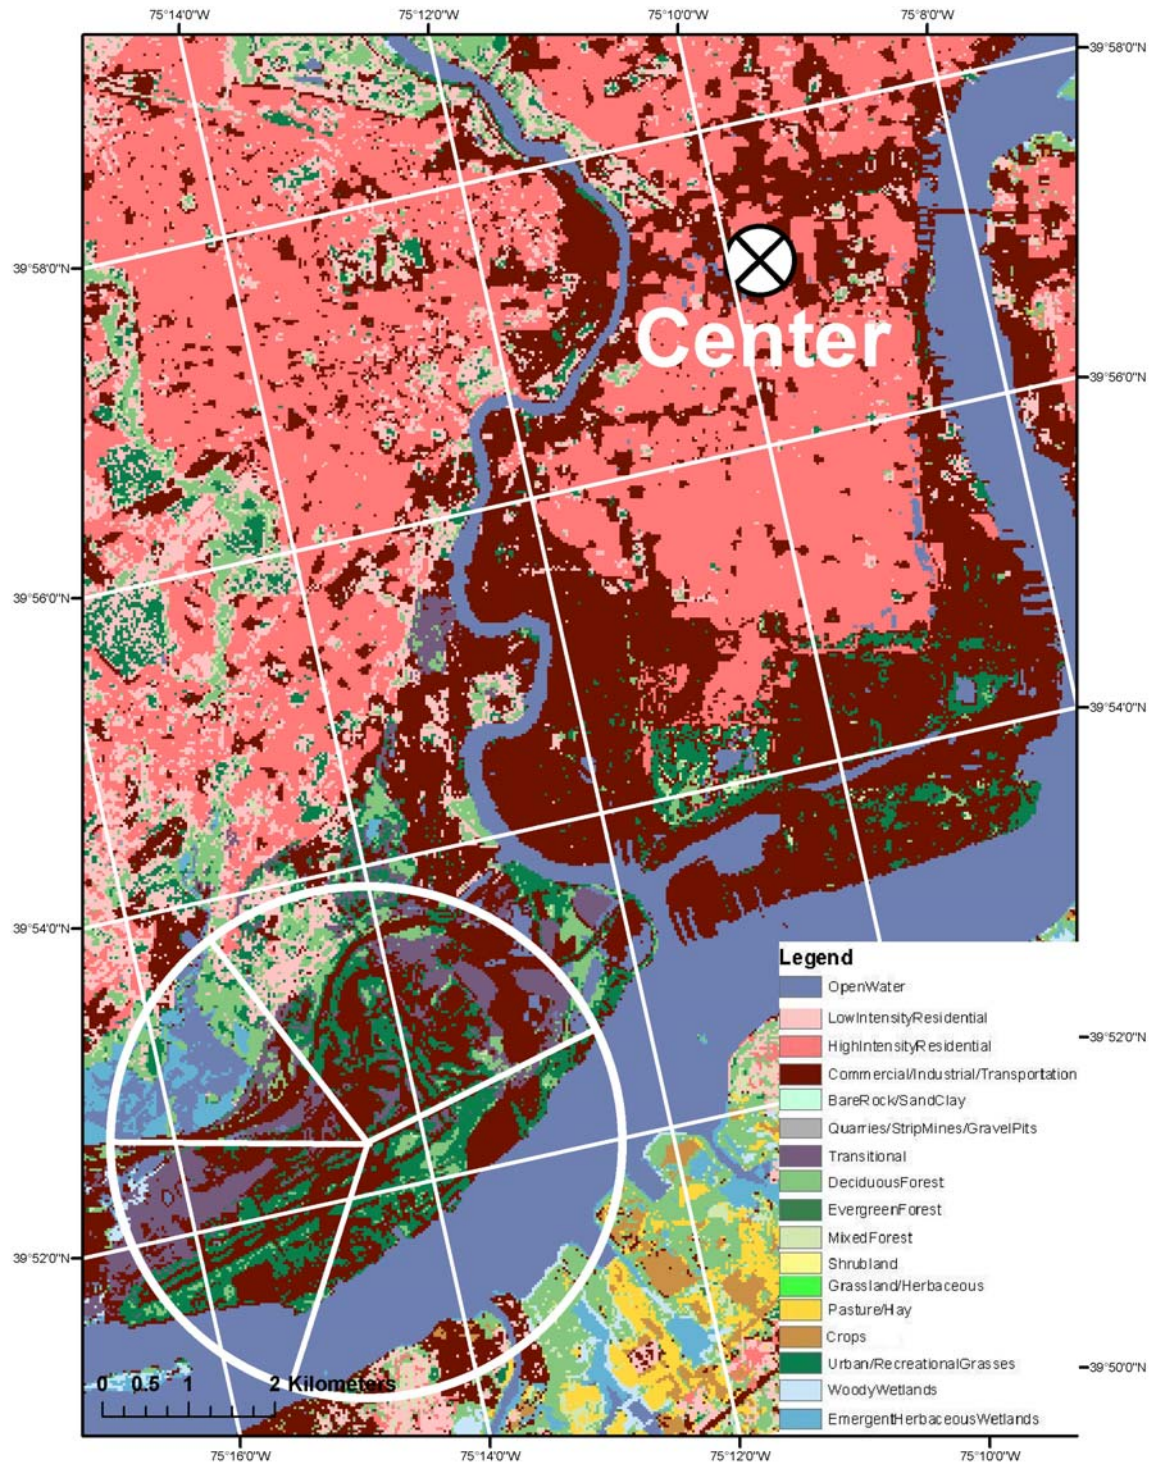 75°14'0"W 75°12'0"W 75°10'0"W 75°8'0"W
39°58'0"N
39°58'0"N
Center
39°56'0"N
39°56'0"N
39°54'0"N
39°54'0"N
Legend
OpenWater
LowIntensityResidential
39°52'0"N
HighIntensityResidential
Commercial/Industrial/Transportation
BareRock/SandClay
Quarries/StripMines/GravelPits
Transitional
DeciduousForest
EvergreenForest
MixedForest
39°52'0"N
Shrubland
Grassland/Herbaceous
Pasture/Hay
Crops
Urban/RecreationalGrasses
39°50'0"N
0 0.5 1 2 Kilometers
WoodyWetlands
EmergentHerbaceousWetlands
75°16'0"W 75°14'0"W 75°12'0"W 75°10'0"W